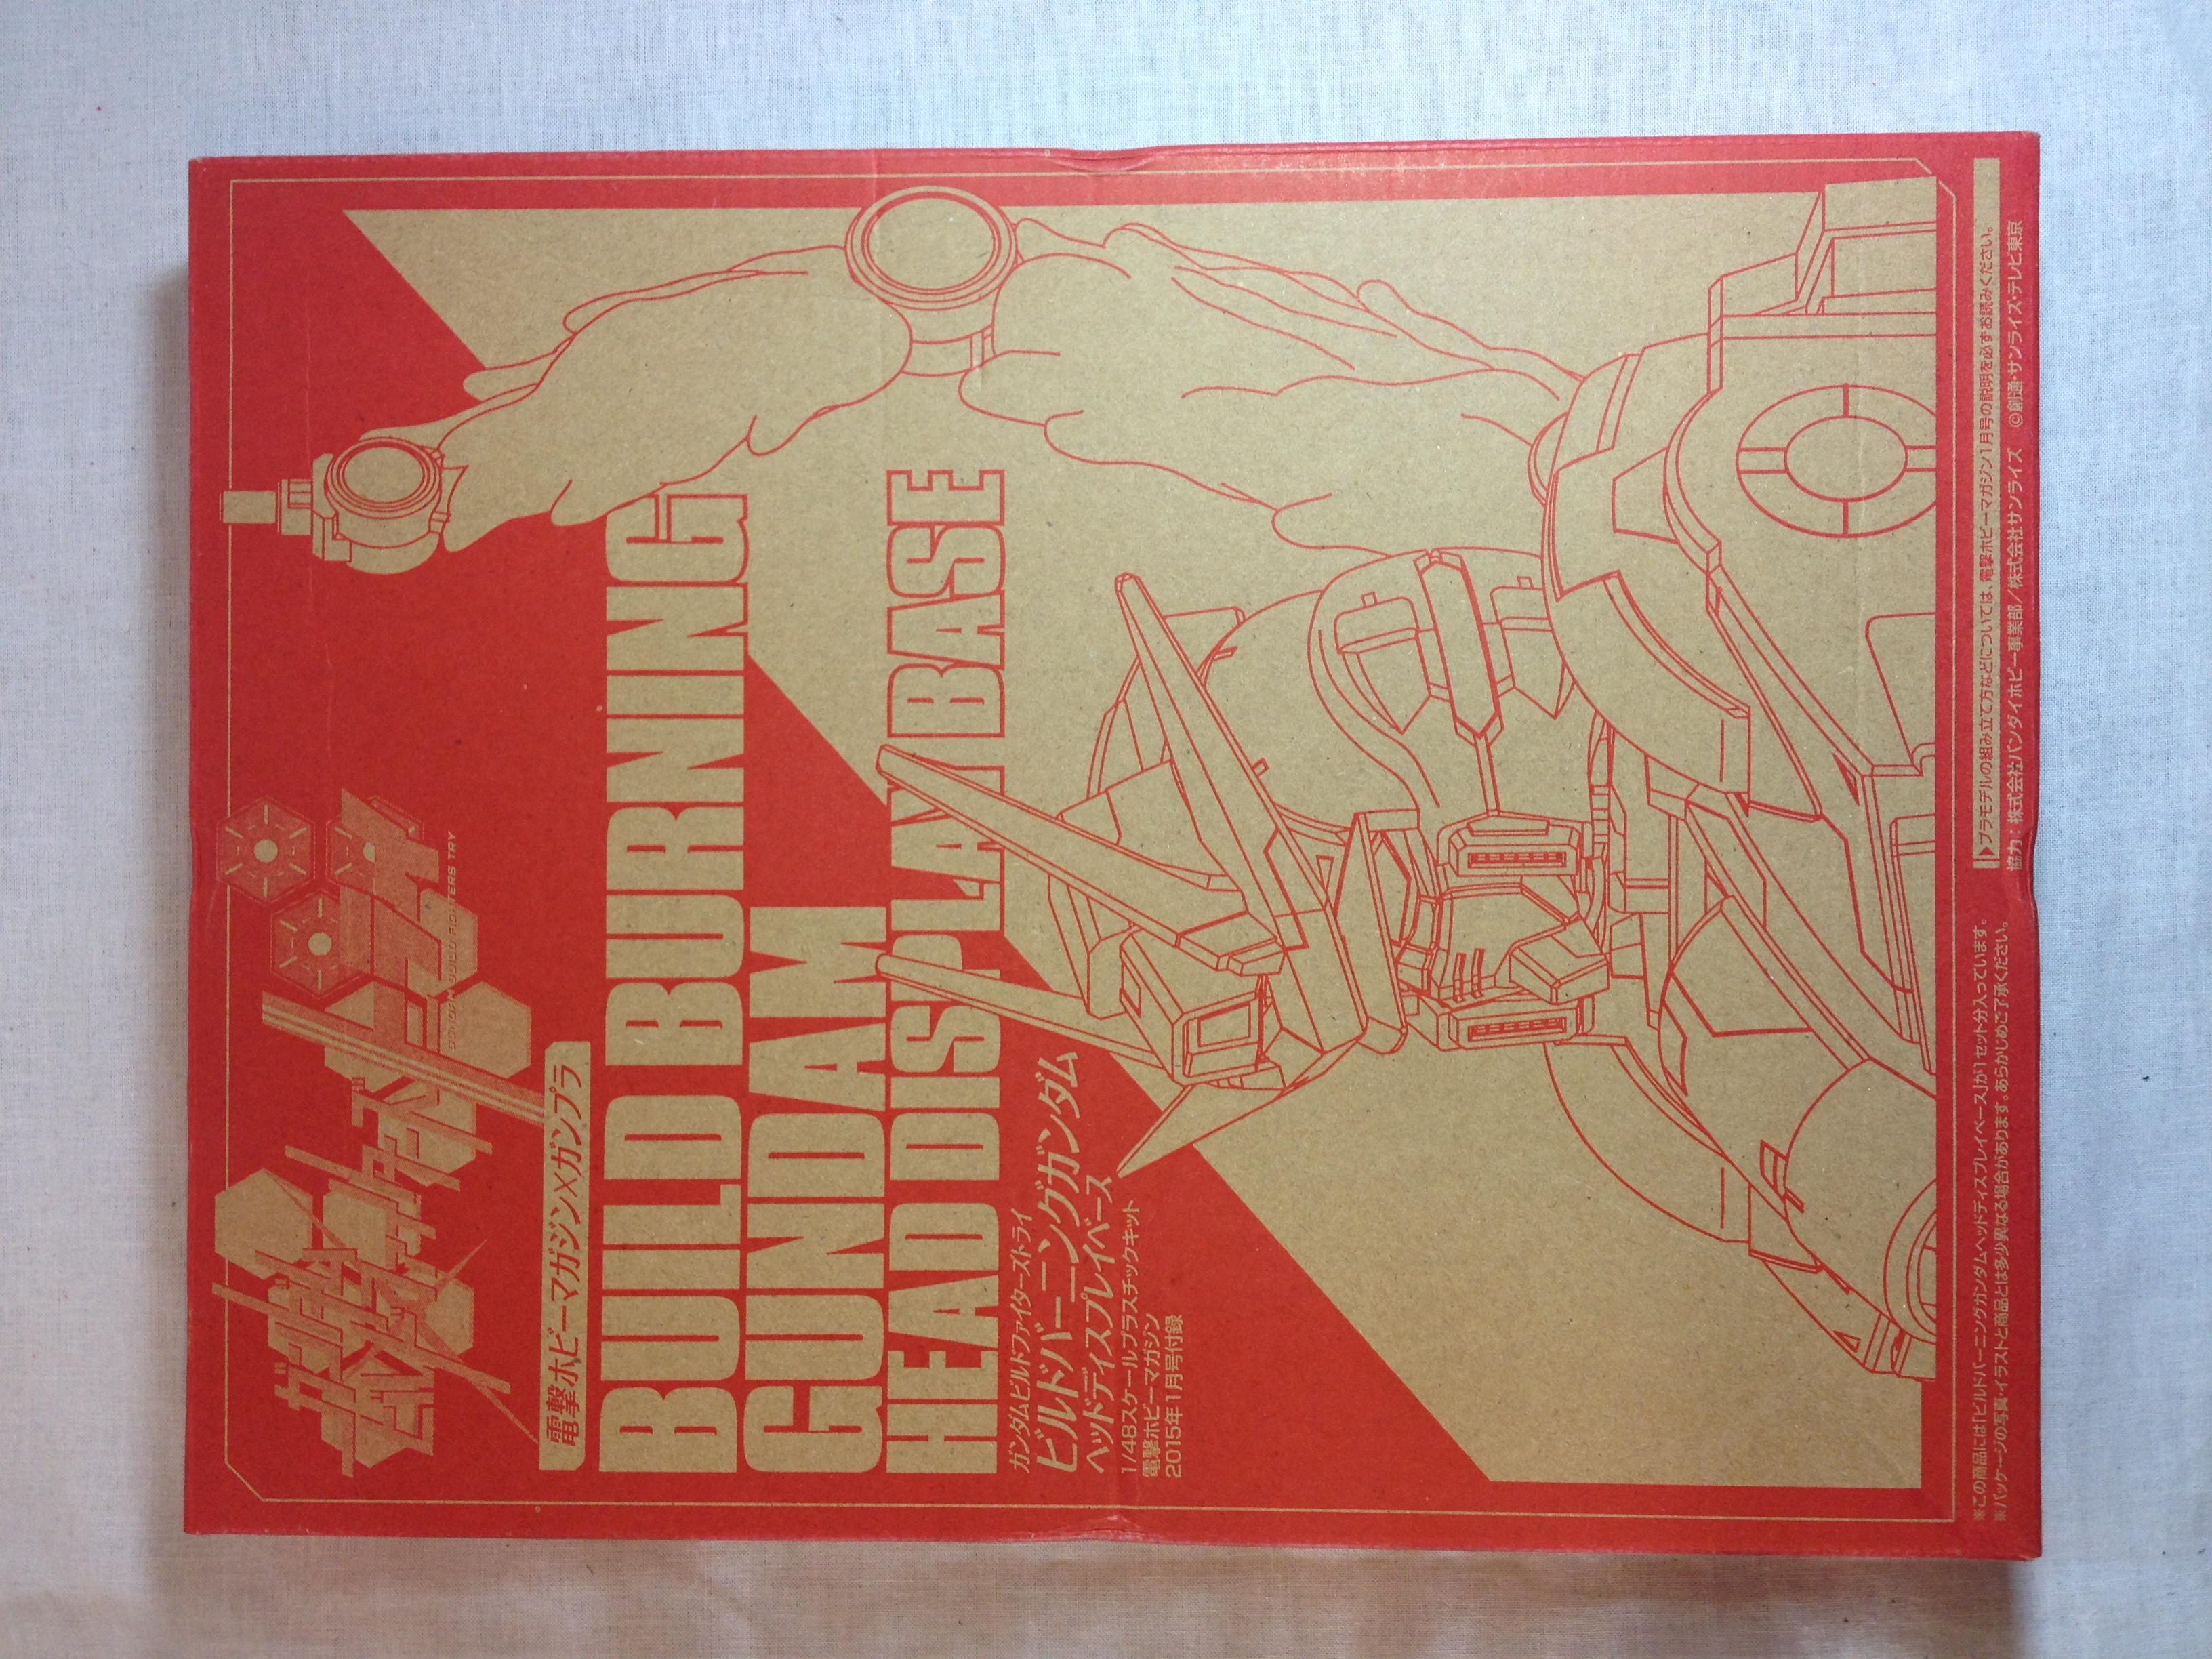 ガンダム
ビルドファイターズトライ
GUNDAM BUILD FIGHTERS TRY
電撃ホビーマガジン×ガンプラ
BUILD BURNING
GUNDAM
HEAD DISPLAY BASE
ガンダムビルドファイターズトライ
ビルドバーニングガンダム
ヘッドディスプレイベース
1/48スケールプラスチックキット
電撃ホビーマガジン
2015年1月号付録
※この商品には「ビルドバーニングガンダムヘッドディスプレイベース」が1セット分入っています。
※パッケージの写真・イラストと商品とは多少異なる場合があります。あらかじめご了承ください。
プラモデルの組み立て方などについては、電撃ホビーマガジン1月号の説明を必ずお読みください。
協力：株式会社バンダイホビー事業部／株式会社サンライズ ©創通・サンライズ・テレビ東京